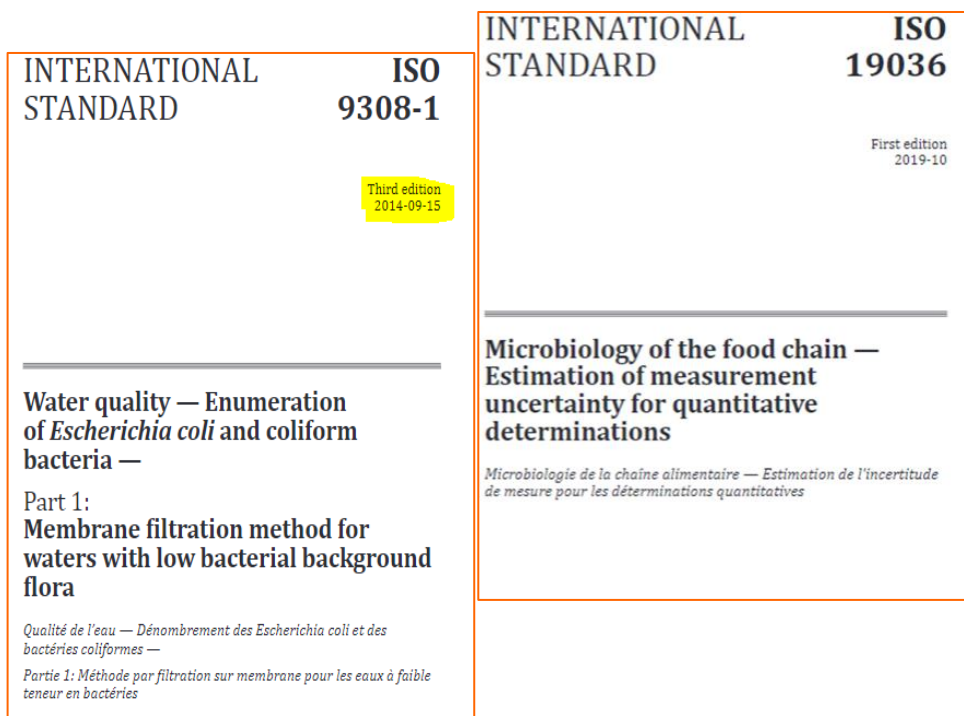 INTERNATIONAL STANDARD
ISO 9308-1
Third edition
2014-09-15
Water quality — Enumeration
of Escherichia coli and coliform
bacteria —
Part 1:
Membrane filtration method for
waters with low bacterial background
flora
Qualité de l'eau — Dénombrement des Escherichia coli et des
bactéries coliformes —
Partie 1: Méthode par filtration sur membrane pour les eaux à faible
teneur en bactéries
INTERNATIONAL STANDARD
ISO 19036
First edition
2019-10
Microbiology of the food chain —
Estimation of measurement
uncertainty for quantitative
determinations
Microbiologie de la chaîne alimentaire — Estimation de l'incertitude
de mesure pour les déterminations quantitatives